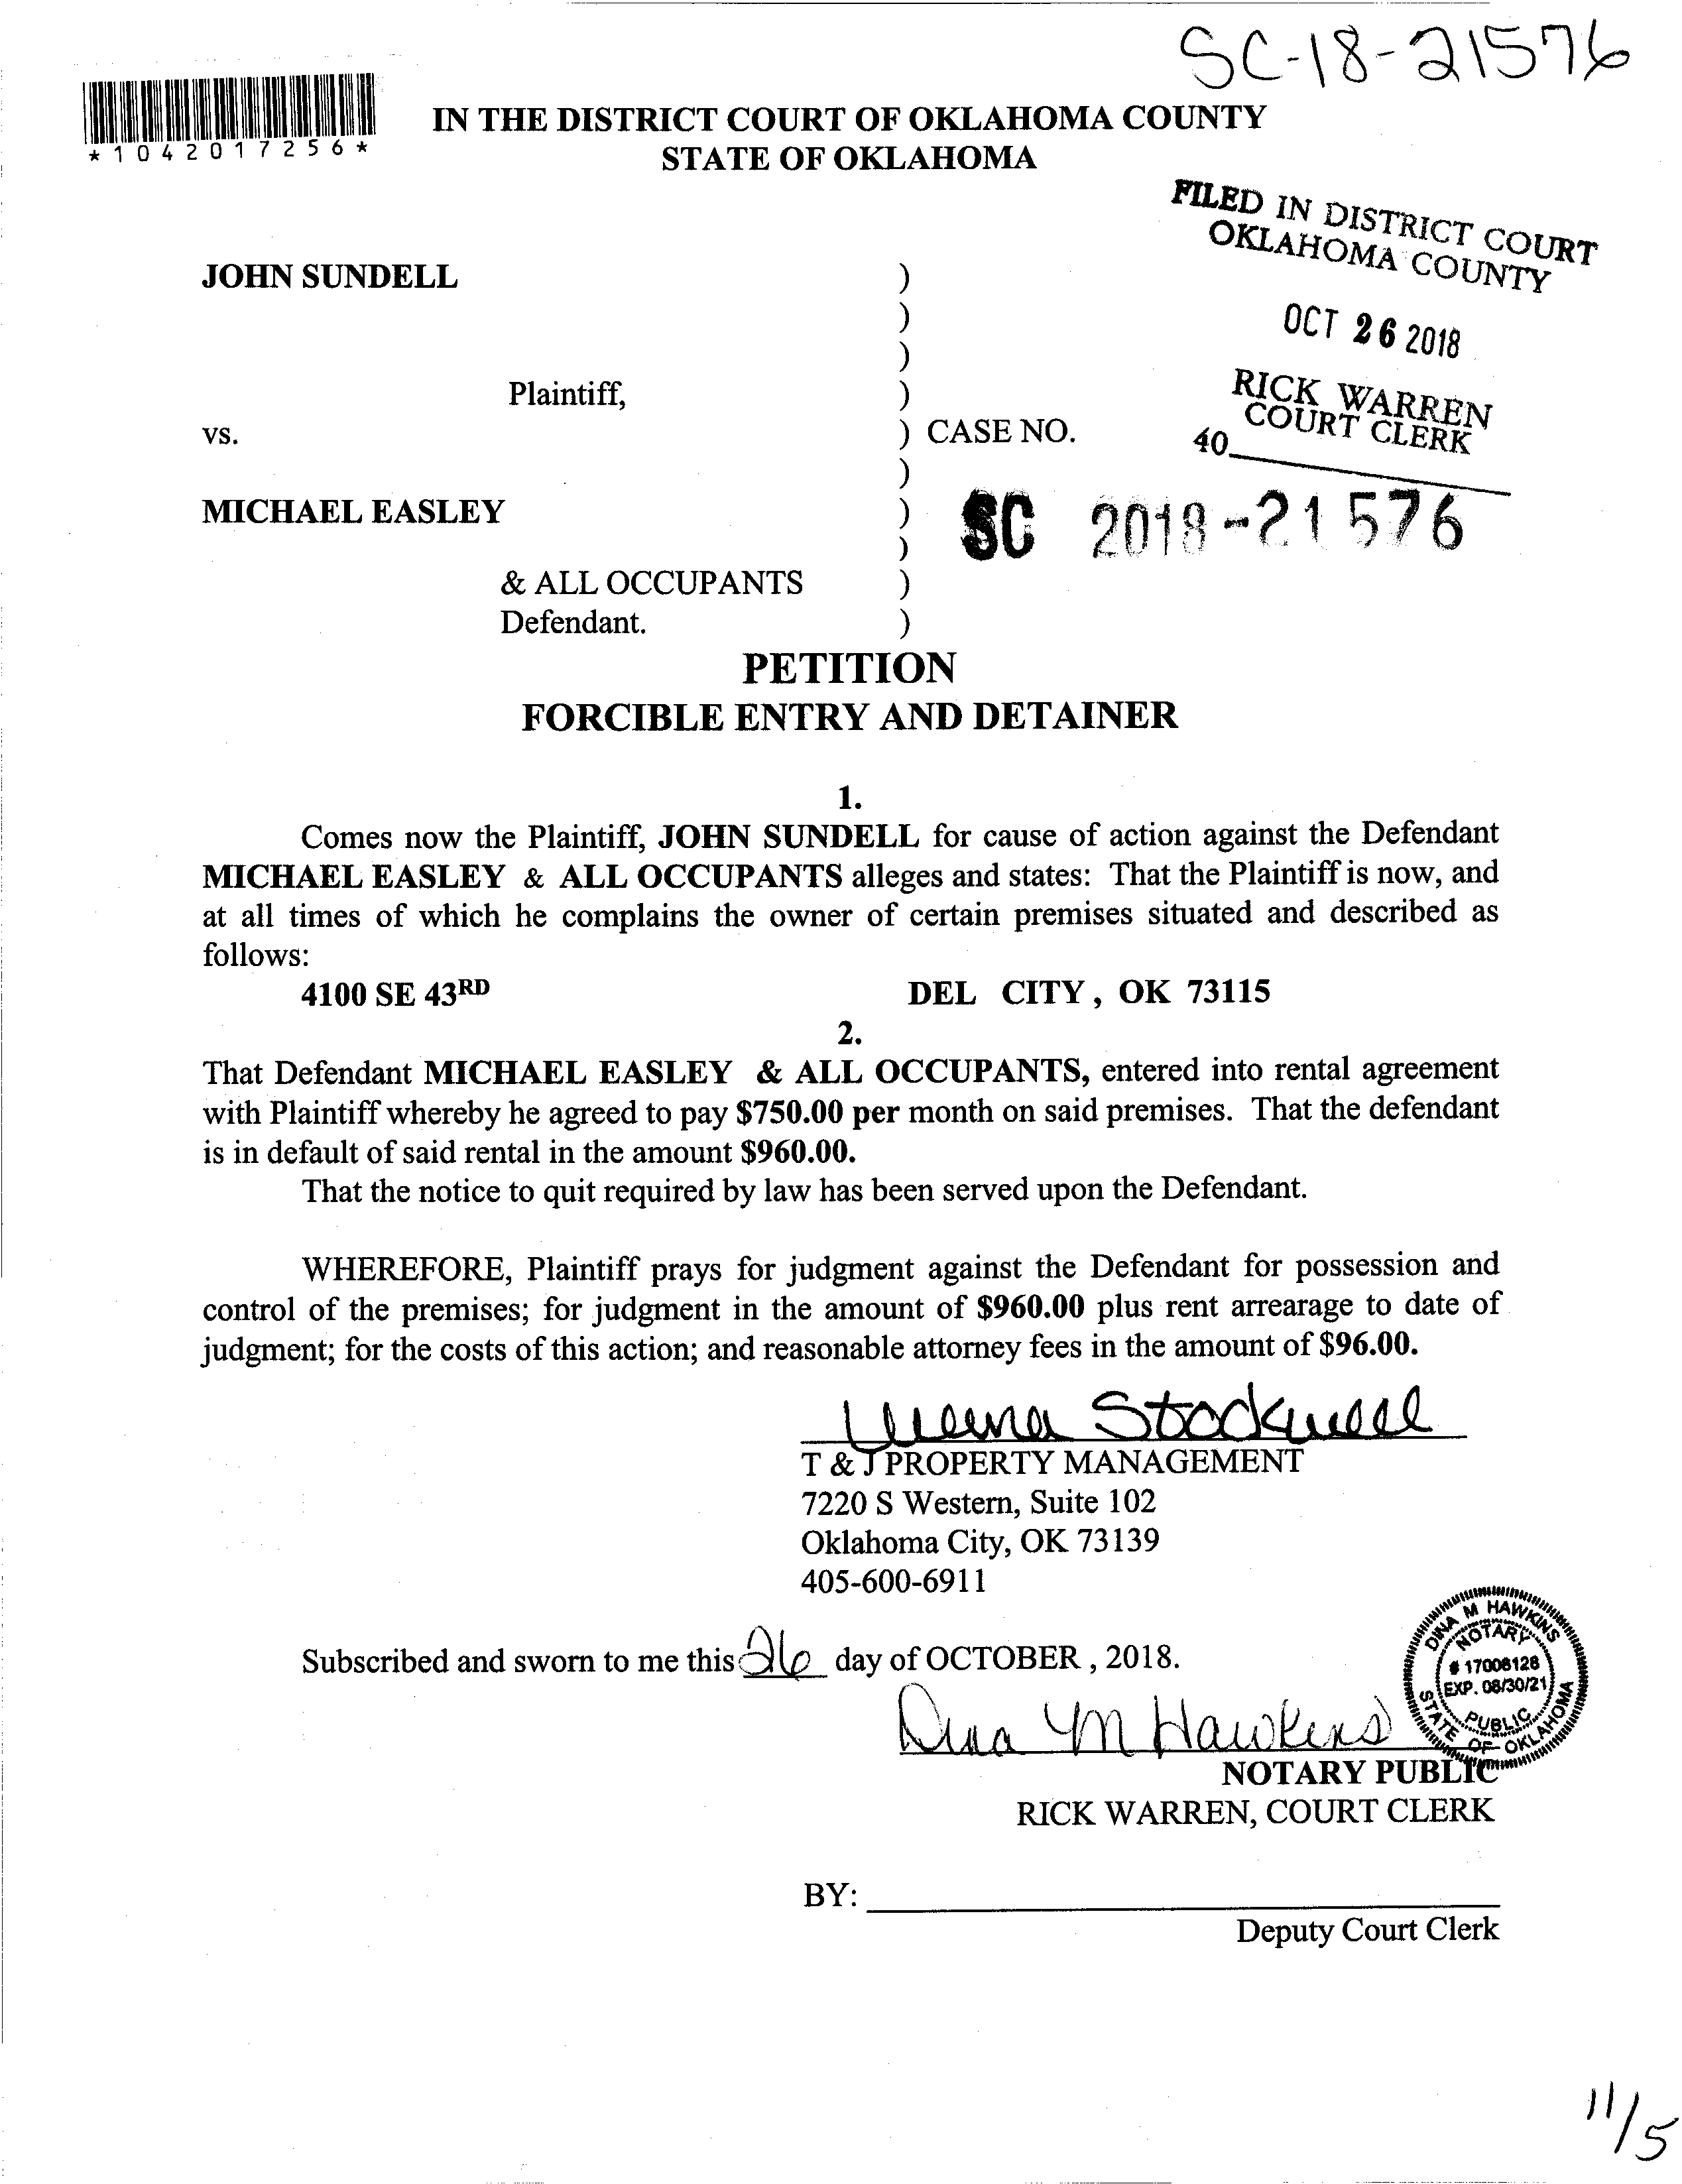 SC-18-21576
*1042017256*
IN THE DISTRICT COURT OF OKLAHOMA COUNTY
STATE OF OKLAHOMA
FILED IN DISTRICT COURT
OKLAHOMA COUNTY
OCT 26 2018
RICK WARREN
COURT CLERK
40
JOHN SUNDELL )
)
)
Plaintiff, )
vs. ) CASE NO.
)
MICHAEL EASLEY ) SC 2018-21576
)
& ALL OCCUPANTS )
Defendant. )
PETITION
FORCIBLE ENTRY AND DETAINER
1.
Comes now the Plaintiff, JOHN SUNDELL for cause of action against the Defendant
MICHAEL EASLEY & ALL OCCUPANTS alleges and states: That the Plaintiff is now, and
at all times of which he complains the owner of certain premises situated and described as
follows:
4100 SE 43RD DEL CITY, OK 73115
2.
That Defendant MICHAEL EASLEY & ALL OCCUPANTS, entered into rental agreement
with Plaintiff whereby he agreed to pay $750.00 per month on said premises. That the defendant
is in default of said rental in the amount $960.00.
That the notice to quit required by law has been served upon the Defendant.
WHEREFORE, Plaintiff prays for judgment against the Defendant for possession and
control of the premises; for judgment in the amount of $960.00 plus rent arrearage to date of
judgment; for the costs of this action; and reasonable attorney fees in the amount of $96.00.
Stockwell
T & J PROPERTY MANAGEMENT
7220 S Western, Suite 102
Oklahoma City, OK 73139
405-600-6911
Subscribed and sworn to me this 26 day of OCTOBER , 2018.
Dina M Hawkins
DINA M HAWKINS
NOTARY
# 17006128
EXP. 08/30/21
PUBLIC
STATE OF OKLAHOMA
NOTARY PUBLIC
RICK WARREN, COURT CLERK
BY:
Deputy Court Clerk
11/5